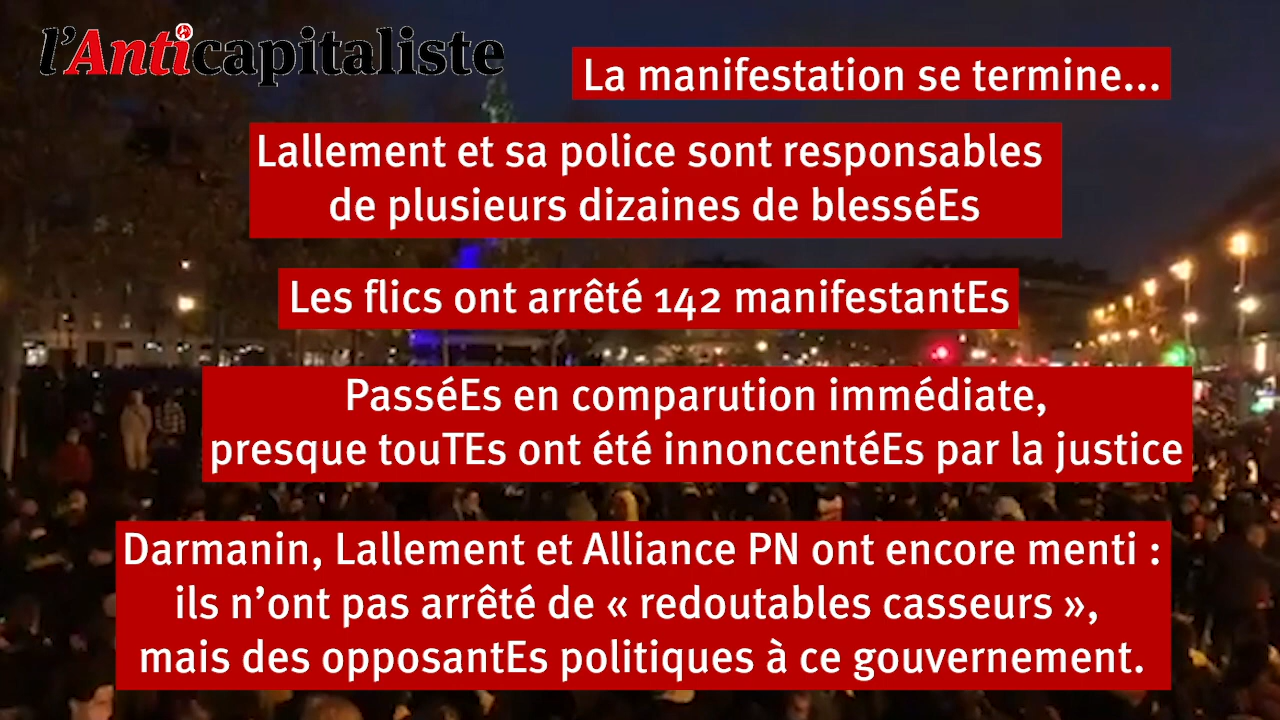 l'Anticapitaliste
La manifestation se termine...
Lallement et sa police sont responsables
de plusieurs dizaines de blesséEs
Les flics ont arrêté 142 manifestantEs
PasséEs en comparution immédiate,
presque touTEs ont été innoncentéEs par la justice
Darmanin, Lallement et Alliance PN ont encore menti :
ils n’ont pas arrêté de « redoutables casseurs »,
mais des opposantEs politiques à ce gouvernement.